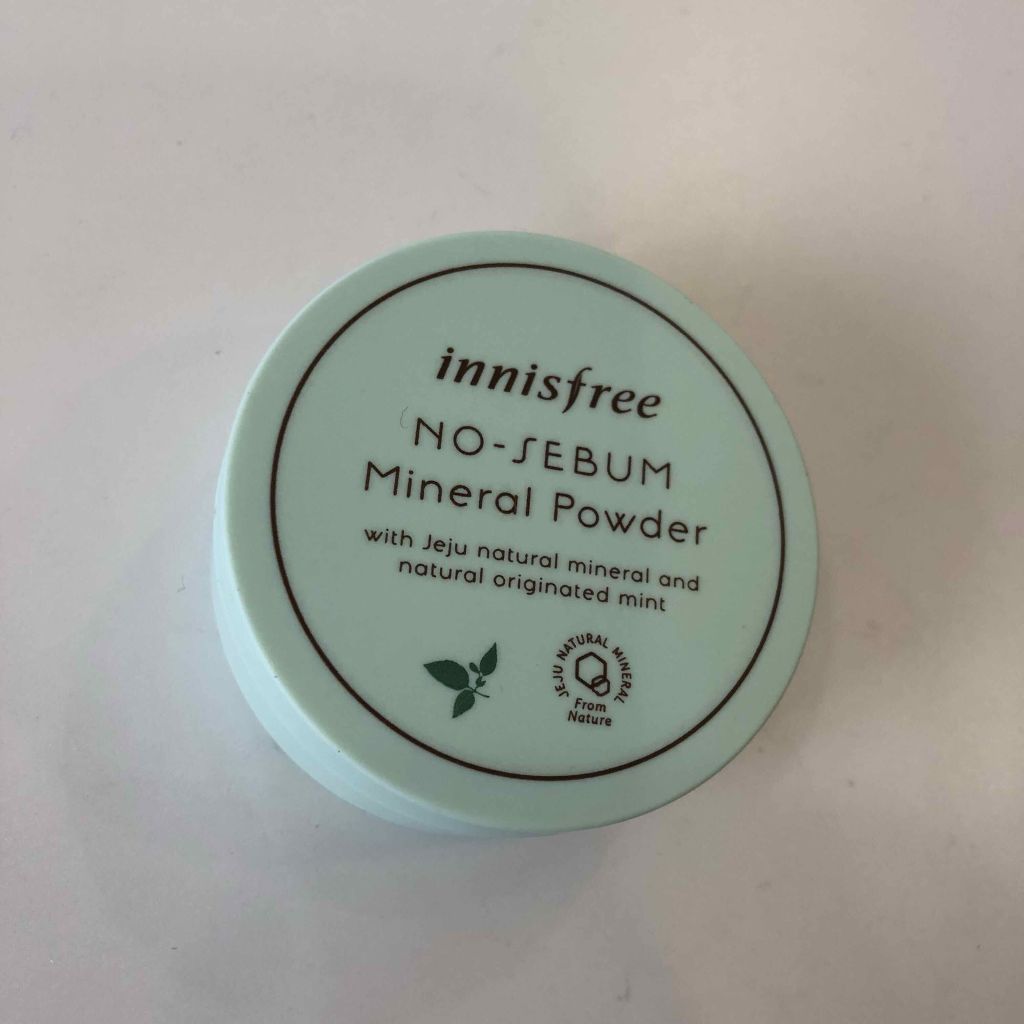 innisfree
NO-SEBUM
Mineral Powder
with Jeju natural mineral and
natural originated mint
JEJU NATURAL MINERAL
From
Nature